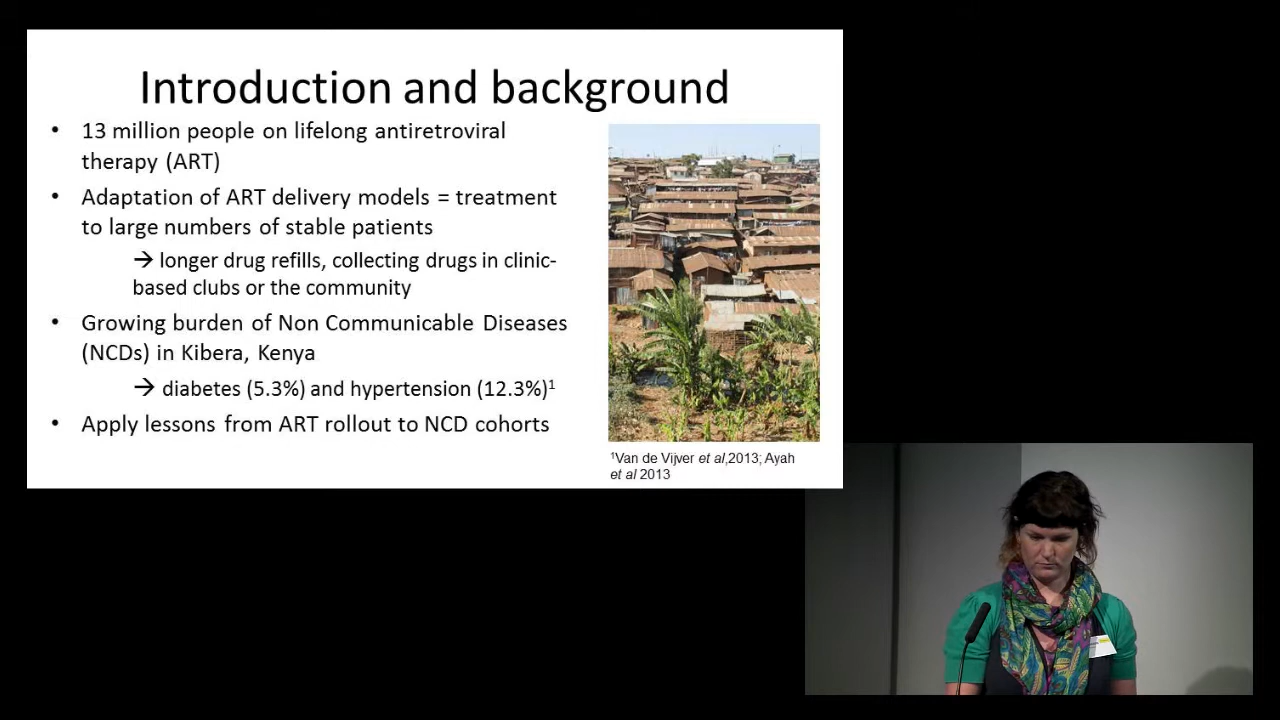 Introduction and background
• 13 million people on lifelong antiretroviral
therapy (ART)
• Adaptation of ART delivery models = treatment
to large numbers of stable patients
→ longer drug refills, collecting drugs in clinic-
based clubs or the community
• Growing burden of Non Communicable Diseases
(NCDs) in Kibera, Kenya
→ diabetes (5.3%) and hypertension (12.3%)¹
• Apply lessons from ART rollout to NCD cohorts
¹Van de Vijver et al,2013; Ayah
et al 2013